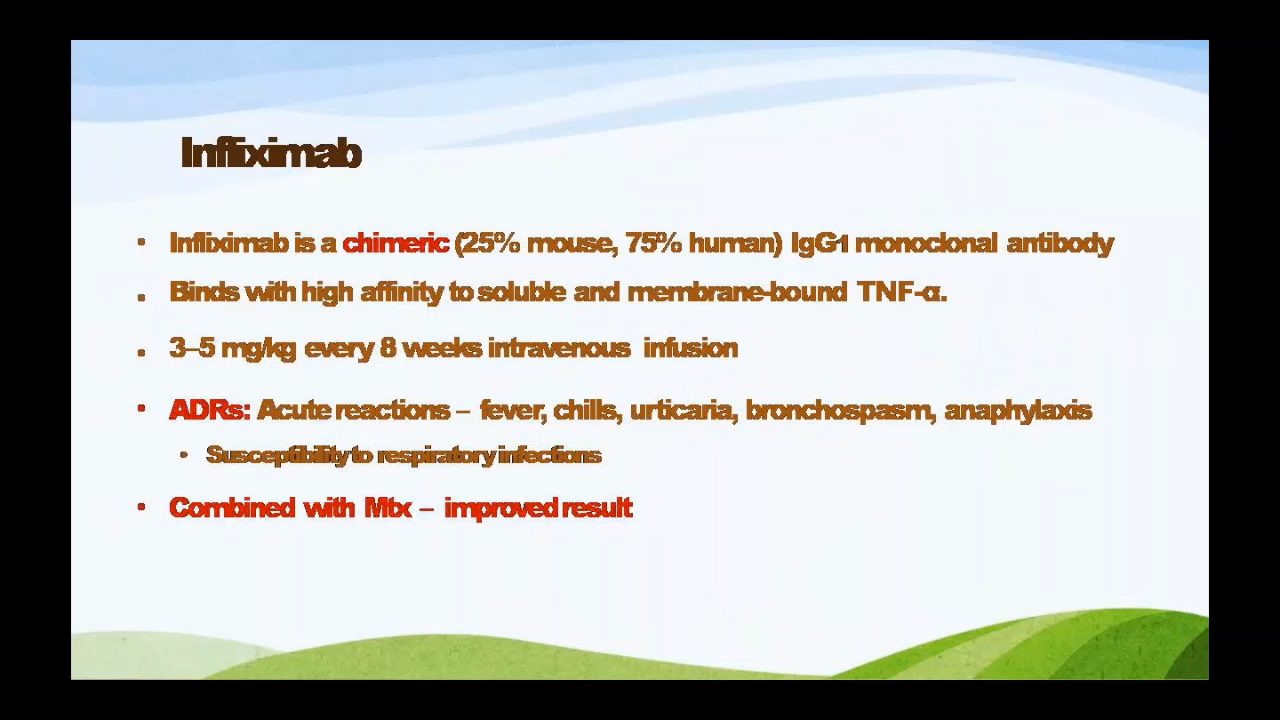 Infliximab
• Infliximab is a chimeric (25% mouse, 75% human) IgG1 monoclonal antibody
• Binds with high affinity to soluble and membrane-bound TNF-α.
• 3–5 mg/kg every 8 weeks intravenous infusion
• ADRs: Acute reactions – fever, chills, urticaria, bronchospasm, anaphylaxis
• Susceptibility to respiratory infections
• Combined with Mtx – improved result